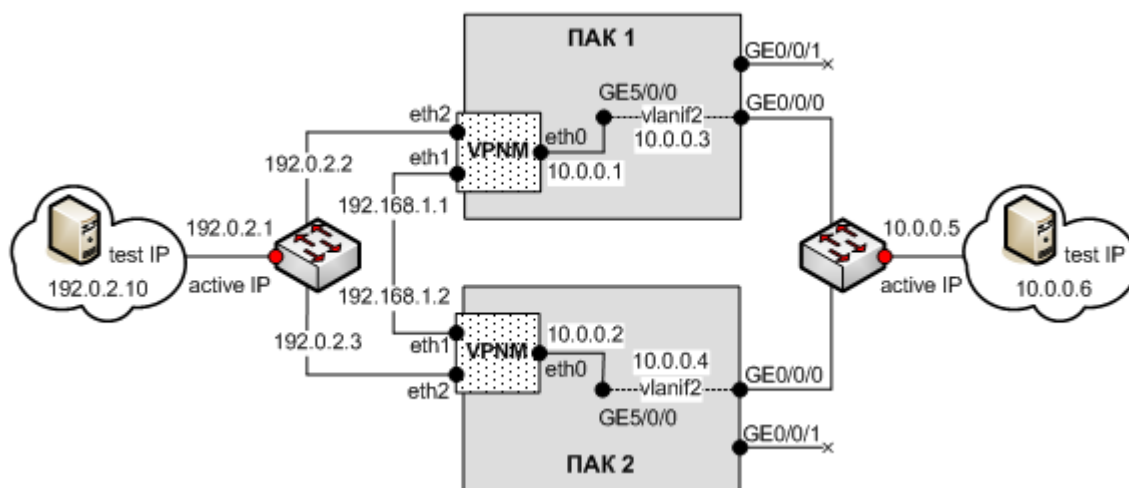 ПАК 1
GE0/0/1
GE5/0/0
GE0/0/0
eth2
vlanif2
eth0
10.0.0.3
VPNM
192.0.2.2
eth1
10.0.0.1
192.168.1.1
192.0.2.1
10.0.0.5
test IP
test IP
192.0.2.10
active IP
active IP
10.0.0.6
192.168.1.2
192.0.2.3
10.0.0.2
eth1
VPNM
10.0.0.4
eth0
vlanif2
GE0/0/0
eth2
GE5/0/0
GE0/0/1
ПАК 2